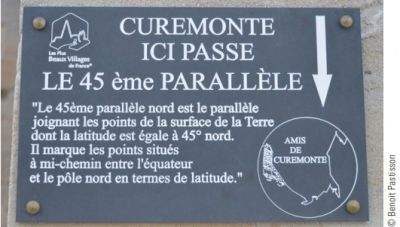 CUREMONTE
ICI PASSE
LE 45 ème PARALLÈLE
Les Plus
Beaux Villages
de France®
"Le 45ème parallèle nord est le parallèle
joignant les points de la surface de la Terre
dont la latitude est égale à 45° nord.
Il marque les points situés
à mi-chemin entre l'équateur
et le pôle nord en termes de latitude."
AMIS
DE
CUREMONTE
© Benoit Pastisson